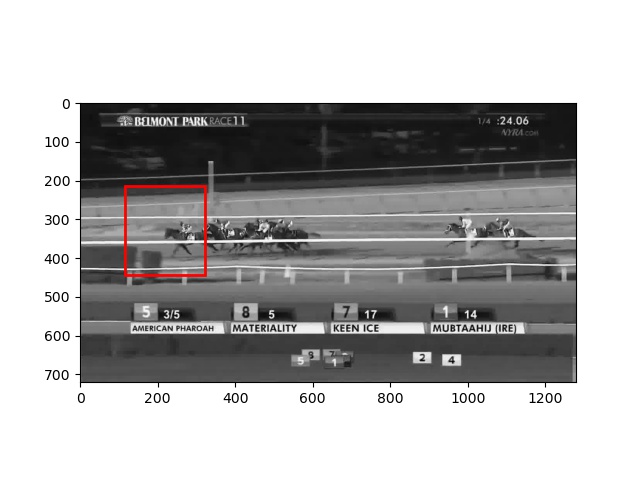 0
100
200
300
400
500
600
700
BELMONT PARK RACE 11
1/4 :24.06
NYRA.com
5 3/5
8 5
7 17
1 14
AMERICAN PHAROAH
MATERIALITY
KEEN ICE
MUBTAAHIJ (IRE)
5 8 1 7 2 4
0 200 400 600 800 1000 1200